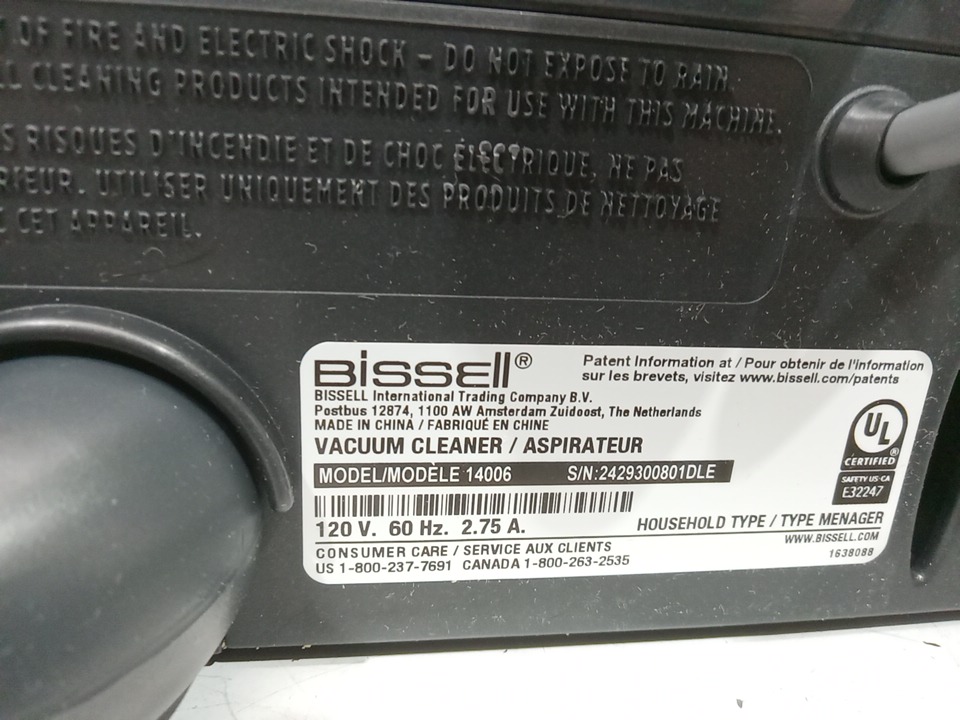 OF FIRE AND ELECTRIC SHOCK – DO NOT EXPOSE TO RAIN
CLEANING PRODUCTS INTENDED FOR USE WITH THIS MACHINE.
RISQUES D'INCENDIE ET DE CHOC ÉLECTRIQUE, NE PAS
UTILISER UNIQUEMENT DES PRODUITS DE NETTOYAGE
CET APPAREIL.
BISSELL®
Patent Information at / Pour obtenir de l'information
sur les brevets, visitez www.bissell.com/patents
BISSELL International Trading Company B.V.
Postbus 12874, 1100 AW Amsterdam Zuidoost, The Netherlands
MADE IN CHINA / FABRIQUÉ EN CHINE
VACUUM CLEANER / ASPIRATEUR
MODEL/MODÈLE 14006 S/N:2429300801DLE
UL
CERTIFIED
SAFETY US-CA
E32247
120 V. 60 Hz. 2.75 A.
HOUSEHOLD TYPE / TYPE MENAGER
CONSUMER CARE / SERVICE AUX CLIENTS
WWW.BISSELL.COM
US 1-800-237-7691 CANADA 1-800-263-2535
1638088